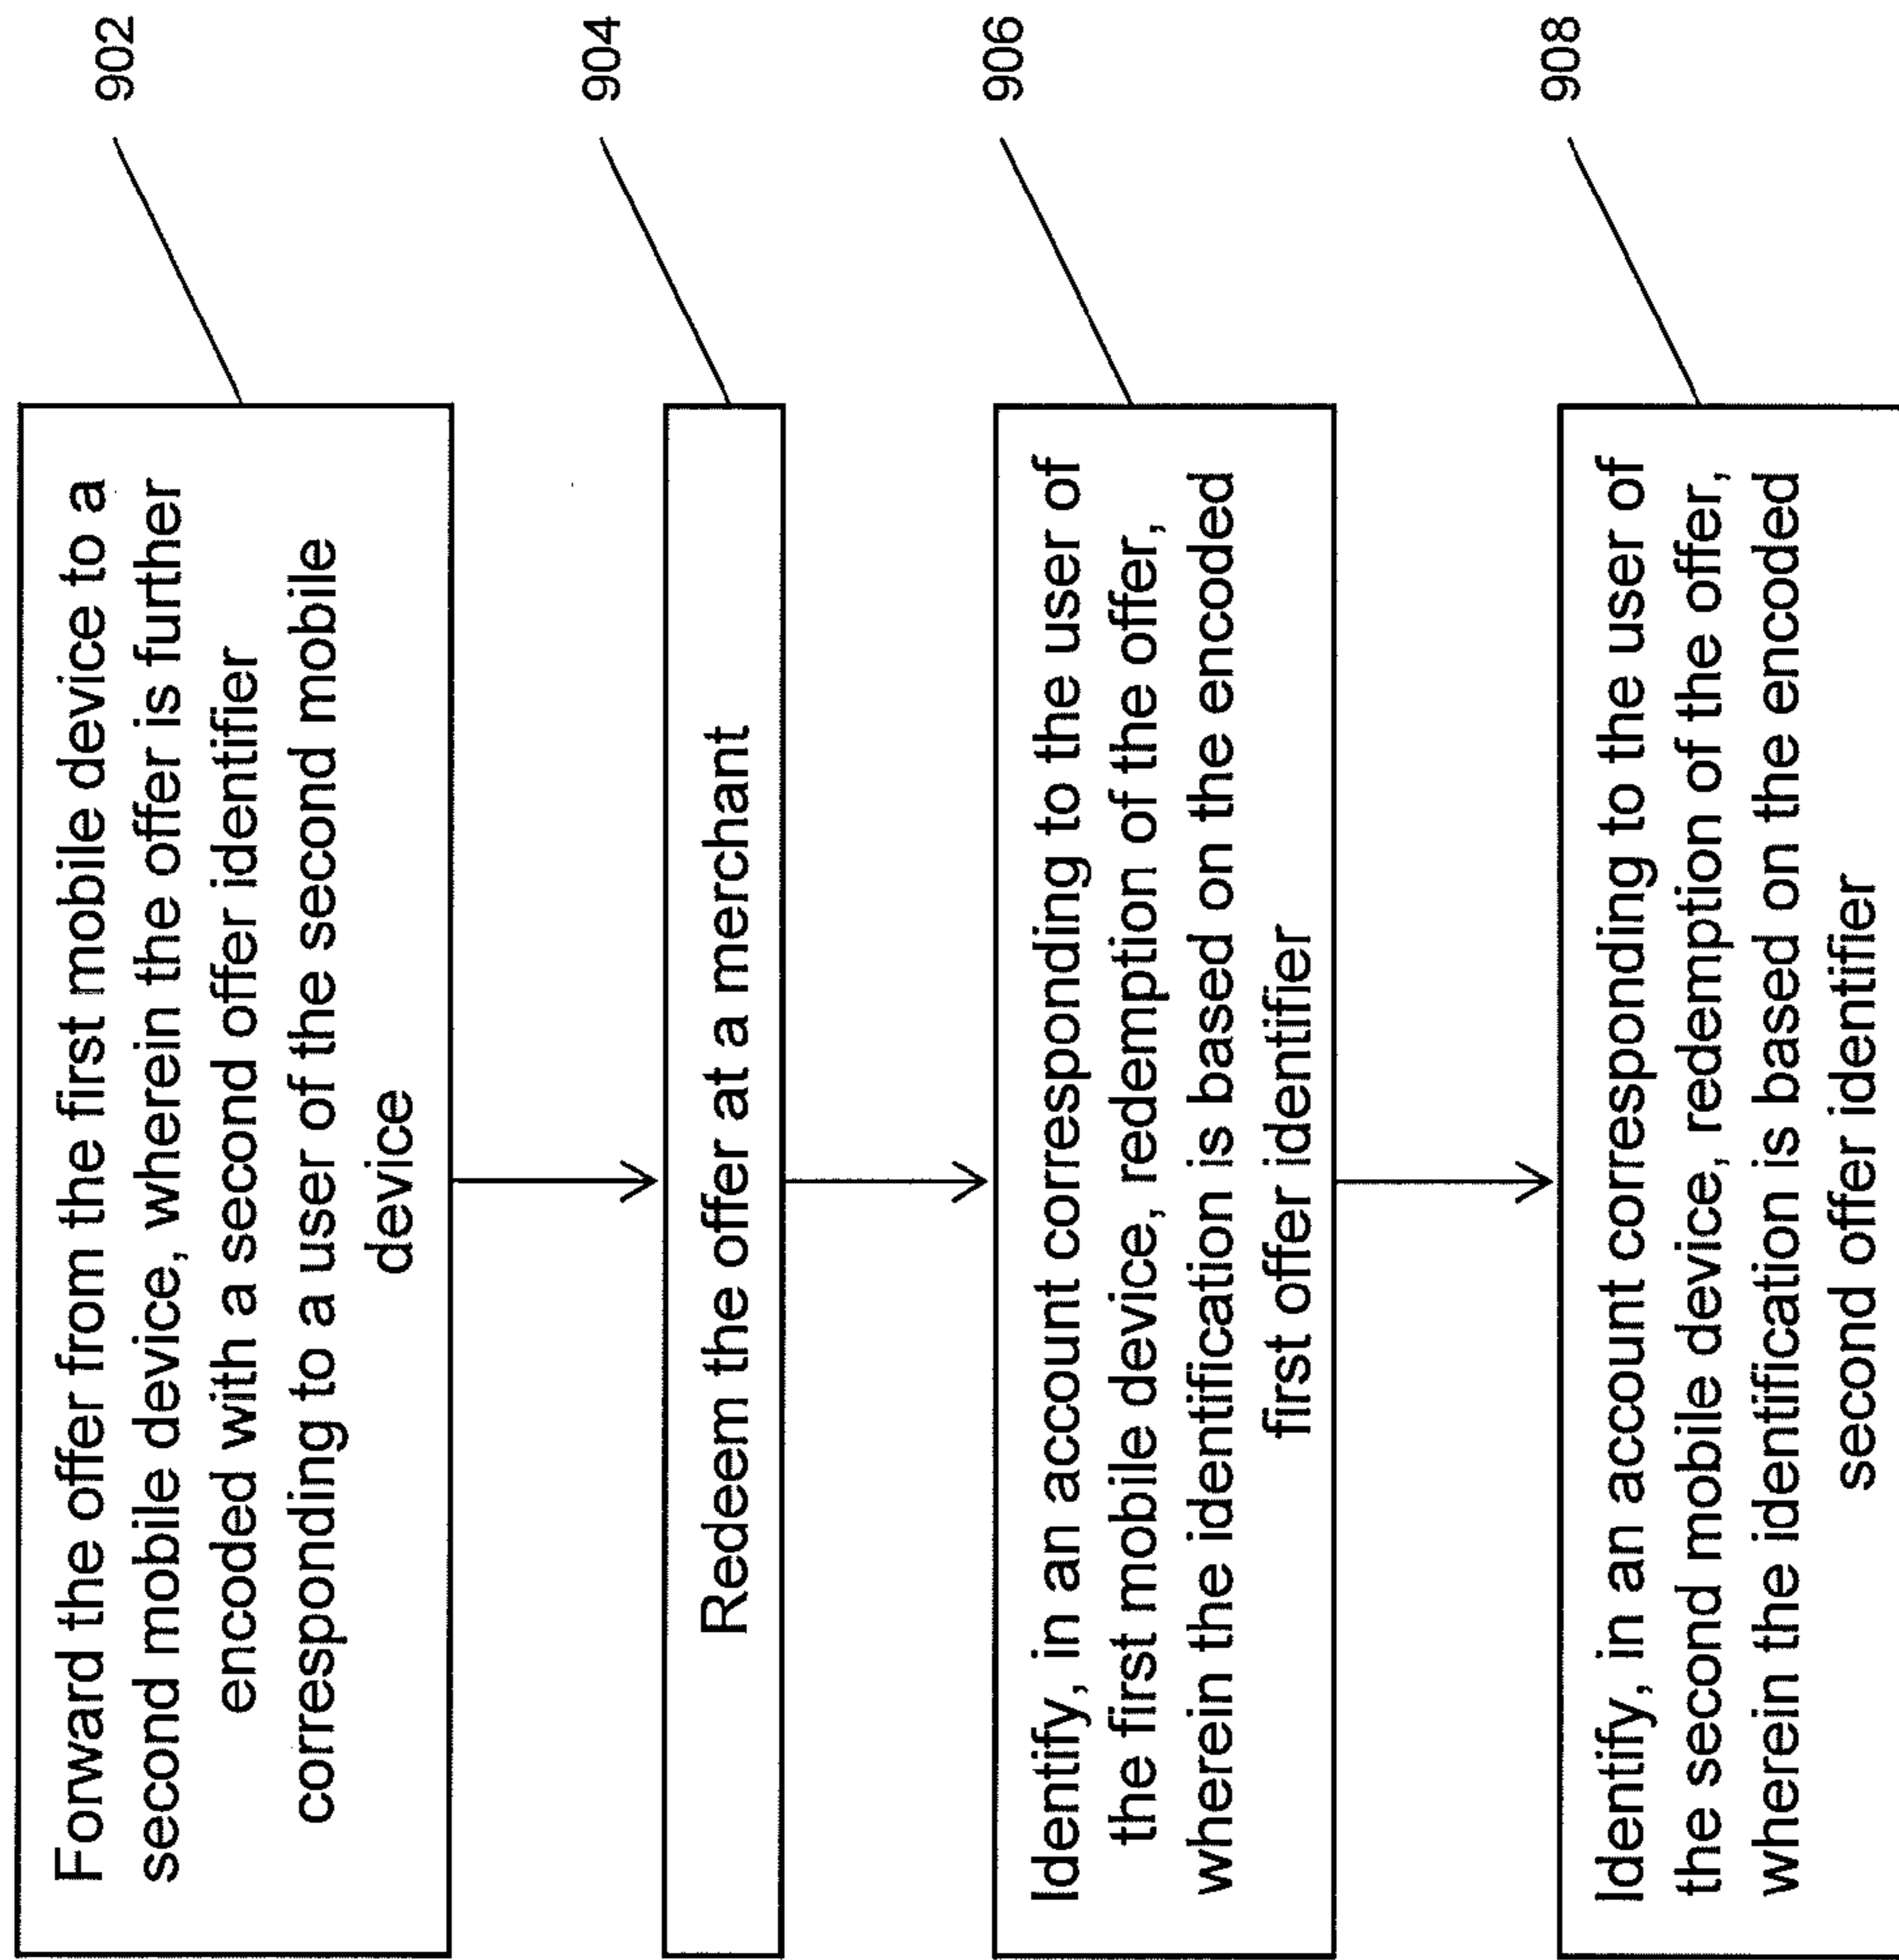 Forward the offer from the first mobile device to a
second mobile device, wherein the offer is further
encoded with a second offer identifier
corresponding to a user of the second mobile
device
902
Redeem the offer at a merchant
904
Identify, in an account corresponding to the user of
the first mobile device, redemption of the offer,
wherein the identification is based on the encoded
first offer identifier
906
Identify, in an account corresponding to the user of
the second mobile device, redemption of the offer,
wherein the identification is based on the encoded
second offer identifier
908